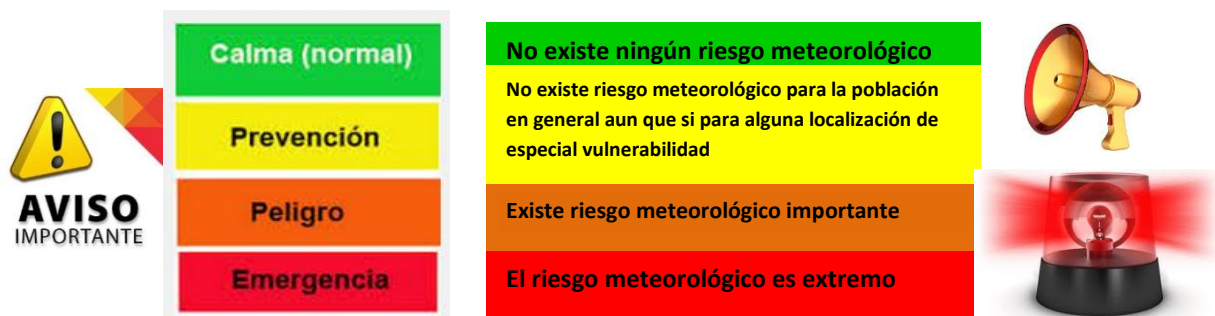 AVISO
IMPORTANTE
Calma (normal)
Prevención
Peligro
Emergencia
No existe ningún riesgo meteorológico
No existe riesgo meteorológico para la población
en general aun que si para alguna localización de
especial vulnerabilidad
Existe riesgo meteorológico importante
El riesgo meteorológico es extremo